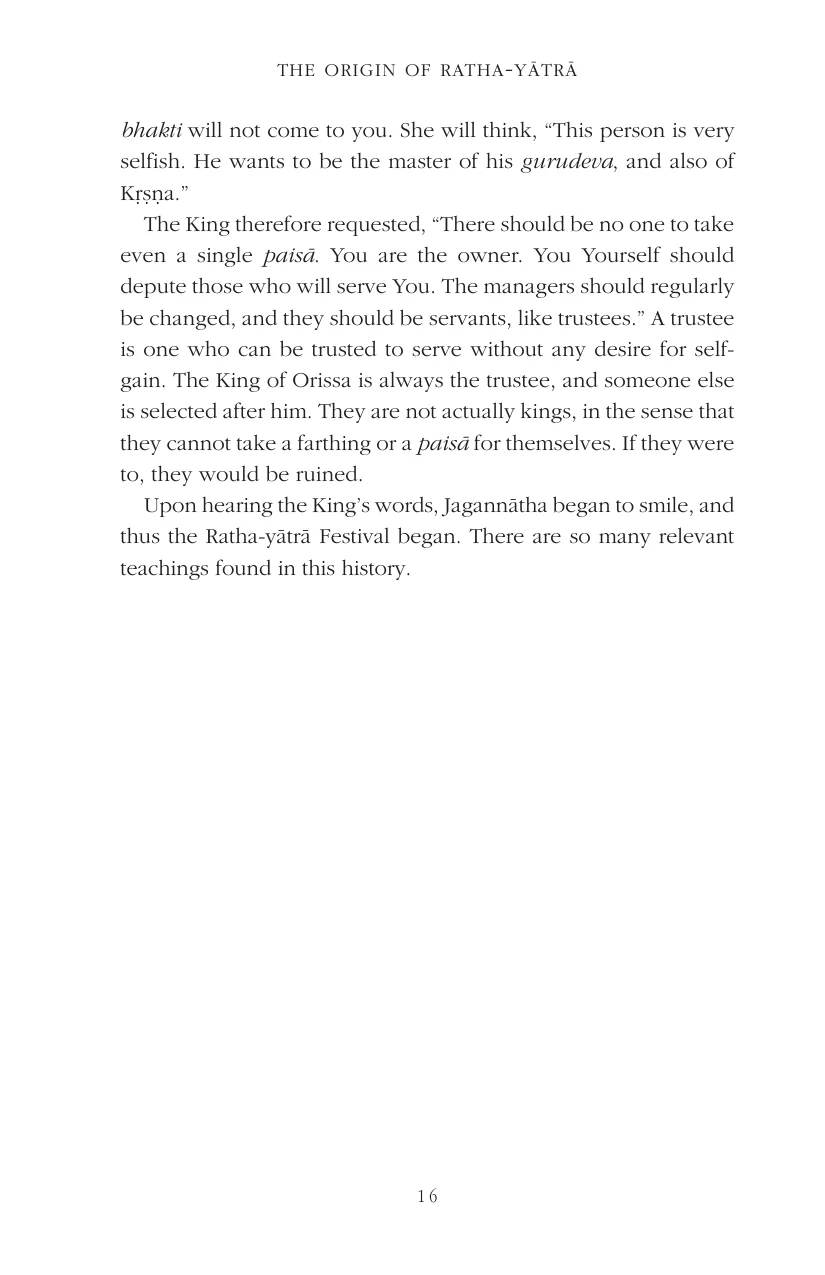 THE ORIGIN OF RATHA-YĀTRĀ
bhakti will not come to you. She will think, “This person is very
selfish. He wants to be the master of his gurudeva, and also of
Kṛṣṇa.”
The King therefore requested, “There should be no one to take
even a single paisā. You are the owner. You Yourself should
depute those who will serve You. The managers should regularly
be changed, and they should be servants, like trustees.” A trustee
is one who can be trusted to serve without any desire for self-
gain. The King of Orissa is always the trustee, and someone else
is selected after him. They are not actually kings, in the sense that
they cannot take a farthing or a paisā for themselves. If they were
to, they would be ruined.
Upon hearing the King’s words, Jagannātha began to smile, and
thus the Ratha-yātrā Festival began. There are so many relevant
teachings found in this history.
16